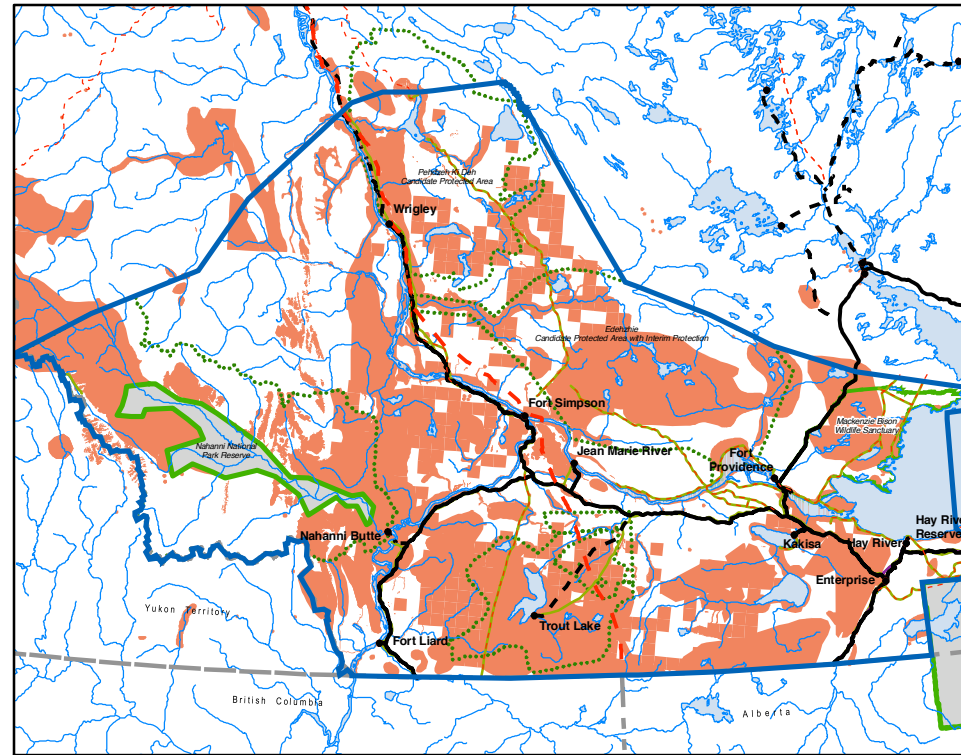 Pehdzeh Ki Deh
Candidate Protected Area
Wrigley
Edehzhie
Candidate Protected Area with Interim Protection
Fort Simpson
Mackenzie Bison
Wildlife Sanctuary
Nahanni National
Park Reserve
Jean Marie River
Fort
Providence
Hay Rive
Reserve
Nahanni Butte
Kakisa
Hay River
Enterprise
Yukon Territory
Trout Lake
Fort Liard
British Columbia
Alberta